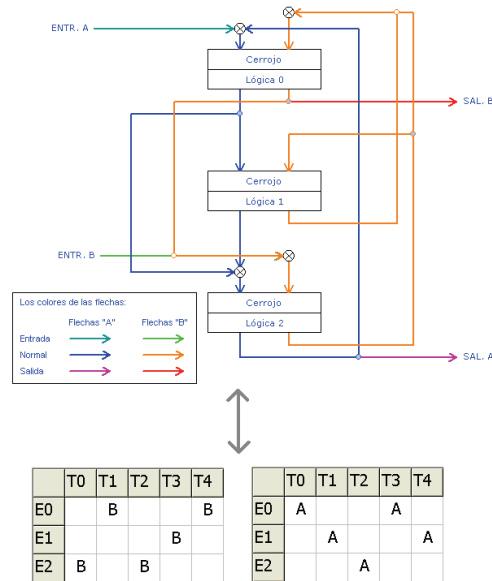 ENTR. A
Cerrojo
Lógica 0
SAL. B
Cerrojo
Lógica 1
ENTR. B
Cerrojo
Lógica 2
SAL. A
Los colores de las flechas:
Flechas "A" Flechas "B"
Entrada
Normal
Salida
T0 T1 T2 T3 T4
E0 B B
E1 B
E2 B B
T0 T1 T2 T3 T4
E0 A A
E1 A A
E2 A